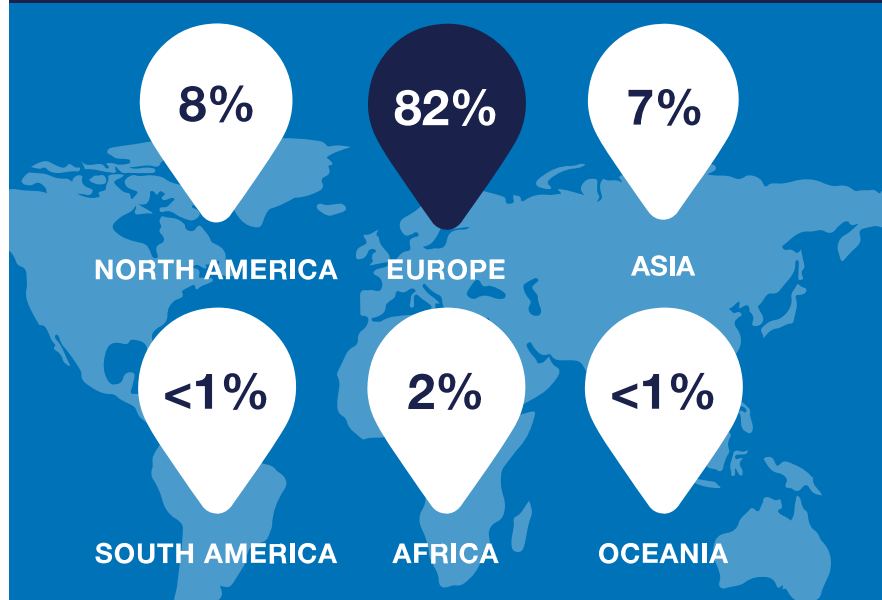 8% 82% 7%
NORTH AMERICA EUROPE ASIA
<1% 2% <1%
SOUTH AMERICA AFRICA OCEANIA